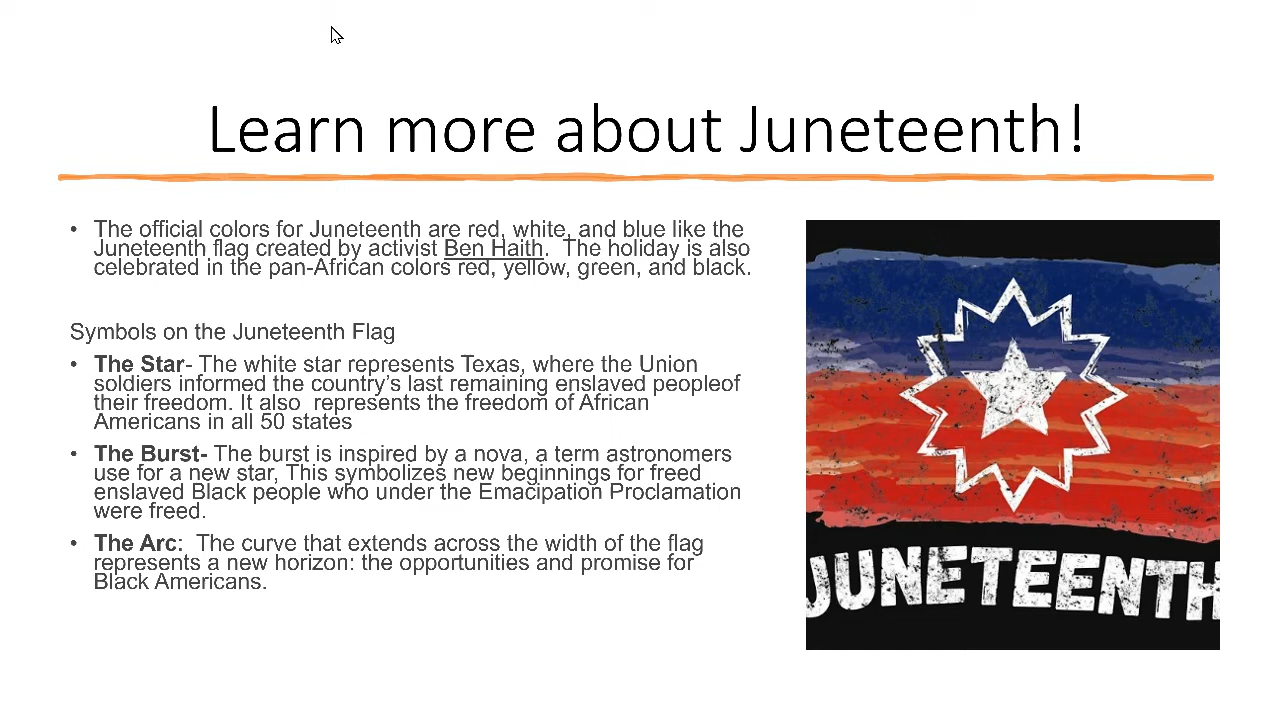 Learn more about Juneteenth!
• The official colors for Juneteenth are red, white, and blue like the
Juneteenth flag created by activist Ben Haith.  The holiday is also
celebrated in the pan-African colors red, yellow, green, and black.
Symbols on the Juneteenth Flag
• The Star- The white star represents Texas, where the Union
soldiers informed the country’s last remaining enslaved peopleof
their freedom. It also  represents the freedom of African
Americans in all 50 states
• The Burst- The burst is inspired by a nova, a term astronomers
use for a new star, This symbolizes new beginnings for freed
enslaved Black people who under the Emacipation Proclamation
were freed.
• The Arc:  The curve that extends across the width of the flag
represents a new horizon: the opportunities and promise for
Black Americans.
JUNETEENTH